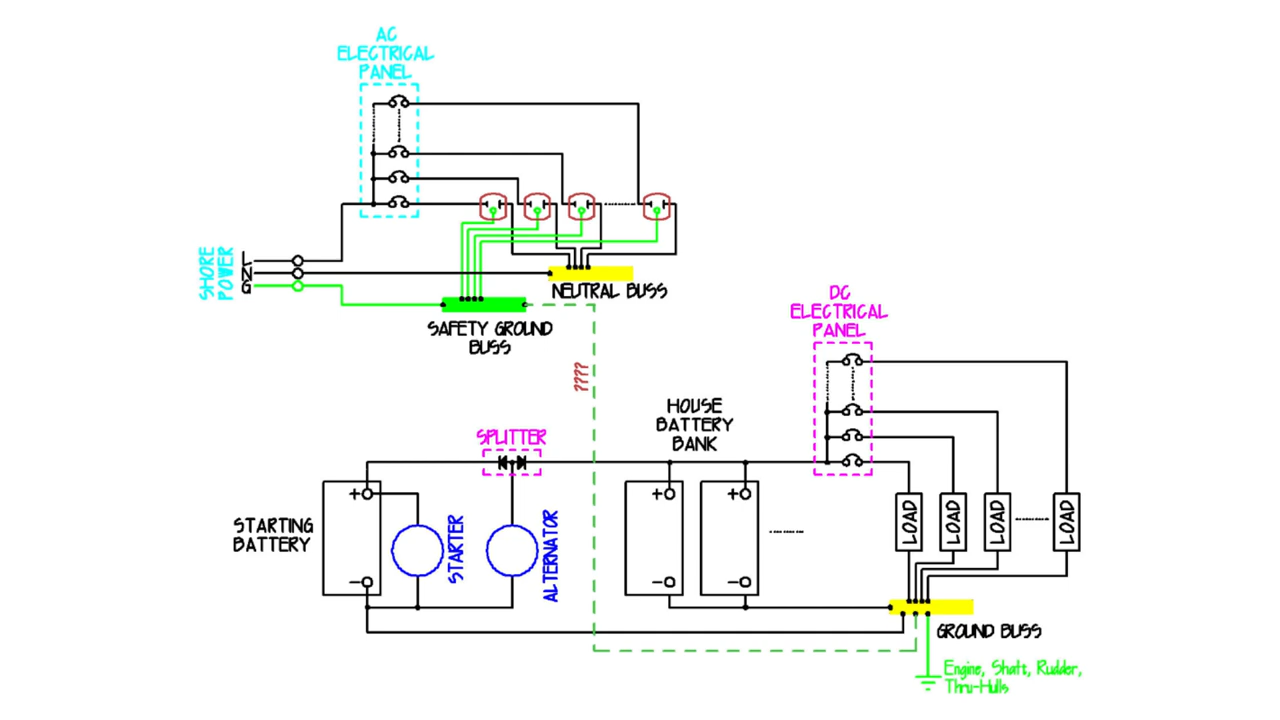 AC
ELECTRICAL
PANEL
SHORE
POWER
L
N
G
NEUTRAL BUSS
SAFETY GROUND
BUSS
????
DC
ELECTRICAL
PANEL
HOUSE
BATTERY
BANK
SPLITTER
STARTING
BATTERY
+
-
STARTER
ALTERNATOR
+
-
+
-
LOAD
LOAD
LOAD
LOAD
GROUND BUSS
Engine, Shaft, Rudder,
Thru-Hulls